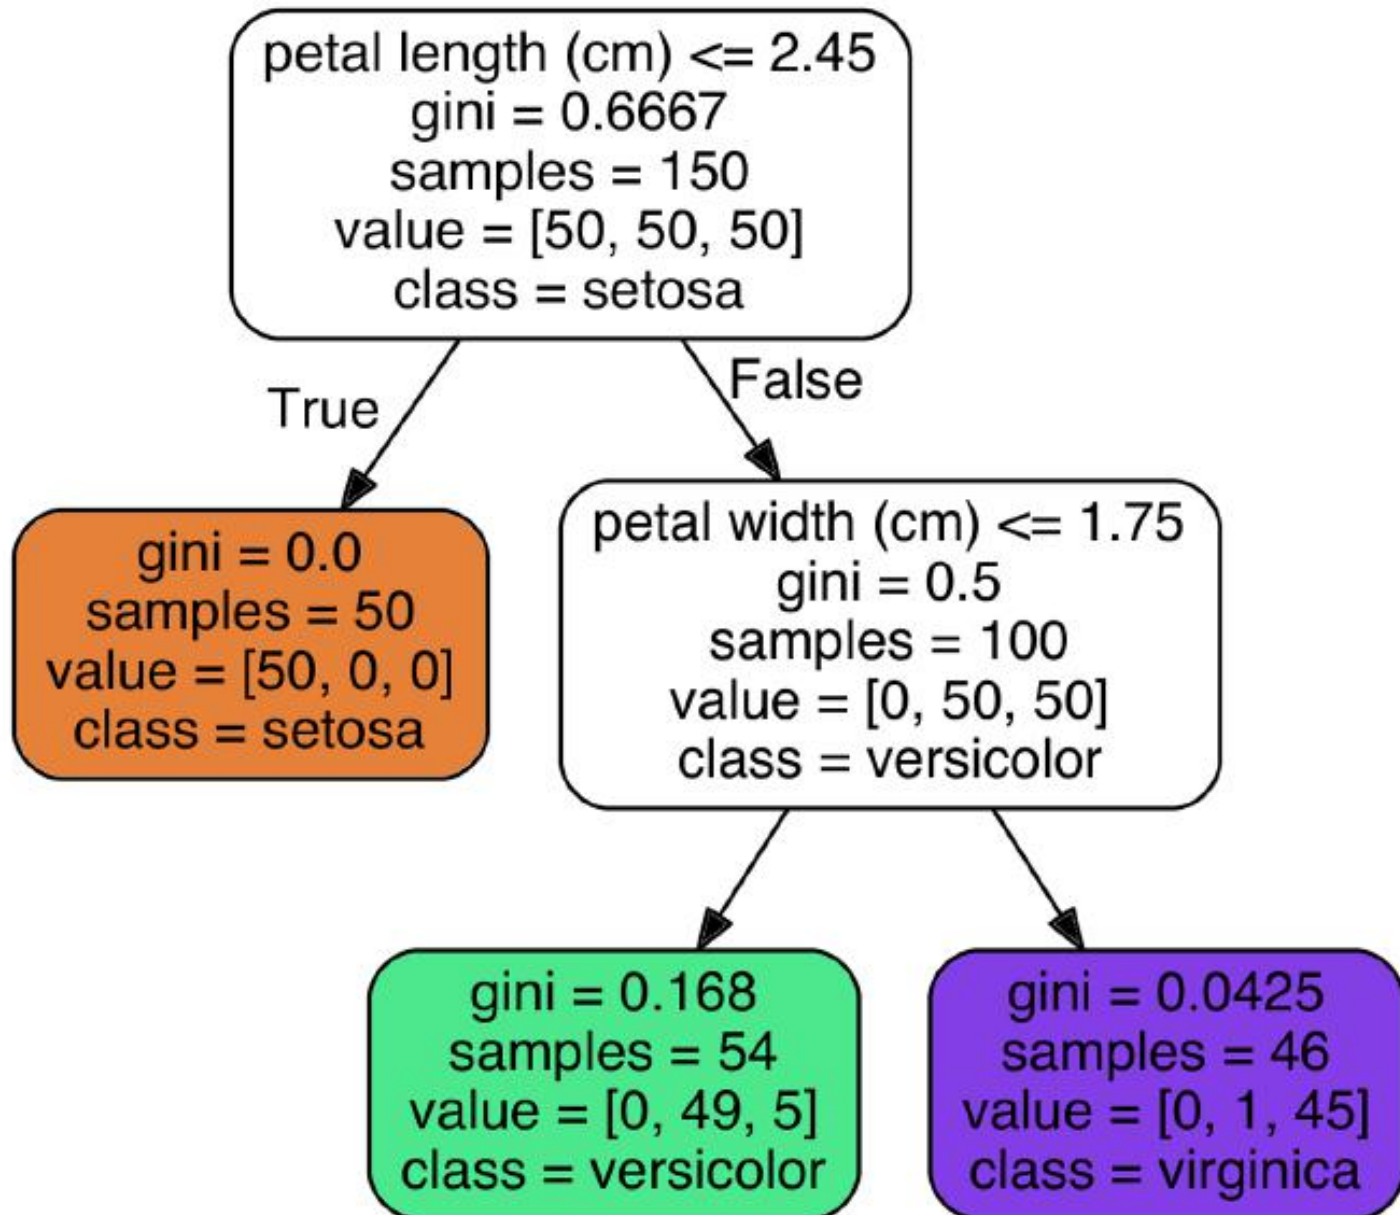 petal length (cm) <= 2.45
gini = 0.6667
samples = 150
value = [50, 50, 50]
class = setosa
True
False
gini = 0.0
samples = 50
value = [50, 0, 0]
class = setosa
petal width (cm) <= 1.75
gini = 0.5
samples = 100
value = [0, 50, 50]
class = versicolor
gini = 0.168
samples = 54
value = [0, 49, 5]
class = versicolor
gini = 0.0425
samples = 46
value = [0, 1, 45]
class = virginica